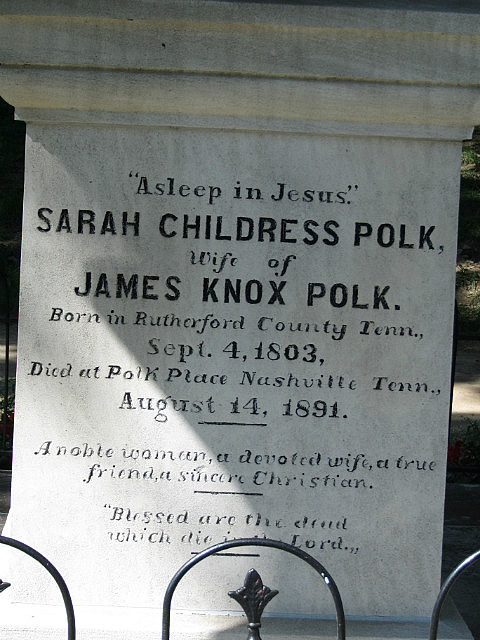 "Asleep in Jesus."
SARAH CHILDRESS POLK,
Wife of
JAMES KNOX POLK.
Born in Rutherford County Tenn.,
Sept. 4, 1803,
Died at Polk Place Nashville Tenn.,
August 14, 1891.
A noble woman, a devoted wife, a true
friend, a sincere Christian.
"Blessed are the dead
which die in the Lord.„